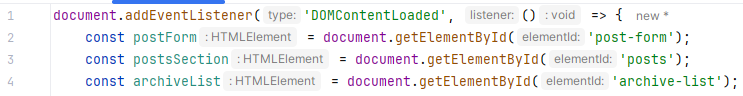 1 document.addEventListener( type: 'DOMContentLoaded', listener: () : void => { new *
2 const postForm : HTMLElement = document.getElementById( elementId: 'post-form');
3 const postsSection : HTMLElement = document.getElementById( elementId: 'posts');
4 const archiveList : HTMLElement = document.getElementById( elementId: 'archive-list');